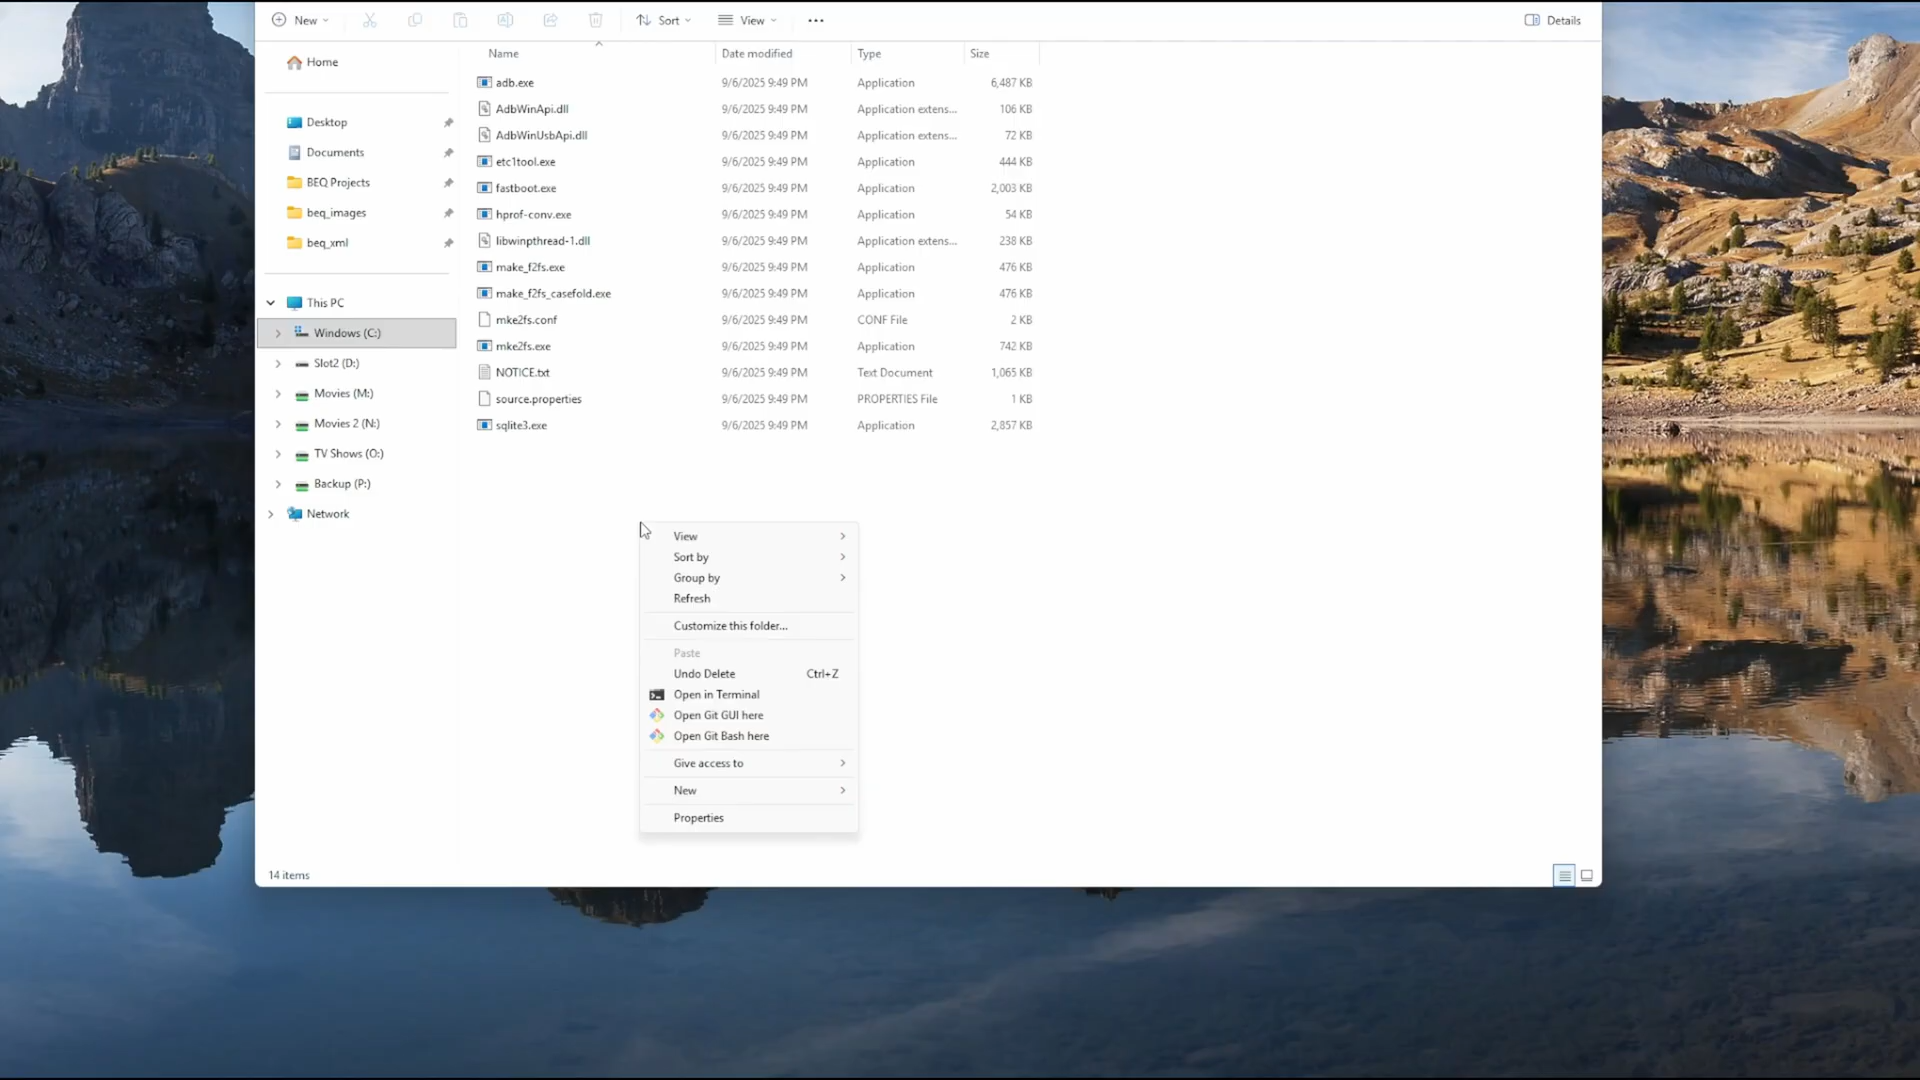 New
Sort
View
Details
Name
Date modified
Type
Size
Home
Desktop
Documents
BEQ Projects
beq_images
beq_xml
This PC
Windows (C:)
Slot2 (D:)
Movies (M:)
Movies 2 (N:)
TV Shows (O:)
Backup (P:)
Network
adb.exe 9/6/2025 9:49 PM Application 6,487 KB
AdbWinApi.dll 9/6/2025 9:49 PM Application extens... 106 KB
AdbWinUsbApi.dll 9/6/2025 9:49 PM Application extens... 72 KB
etc1tool.exe 9/6/2025 9:49 PM Application 444 KB
fastboot.exe 9/6/2025 9:49 PM Application 2,003 KB
hprof-conv.exe 9/6/2025 9:49 PM Application 54 KB
libwinpthread-1.dll 9/6/2025 9:49 PM Application extens... 238 KB
make_f2fs.exe 9/6/2025 9:49 PM Application 476 KB
make_f2fs_casefold.exe 9/6/2025 9:49 PM Application 476 KB
mke2fs.conf 9/6/2025 9:49 PM CONF File 2 KB
mke2fs.exe 9/6/2025 9:49 PM Application 742 KB
NOTICE.txt 9/6/2025 9:49 PM Text Document 1,065 KB
source.properties 9/6/2025 9:49 PM PROPERTIES File 1 KB
sqlite3.exe 9/6/2025 9:49 PM Application 2,857 KB
View
Sort by
Group by
Refresh
Customize this folder...
Paste
Undo Delete Ctrl+Z
Open in Terminal
Open Git GUI here
Open Git Bash here
Give access to
New
Properties
14 items